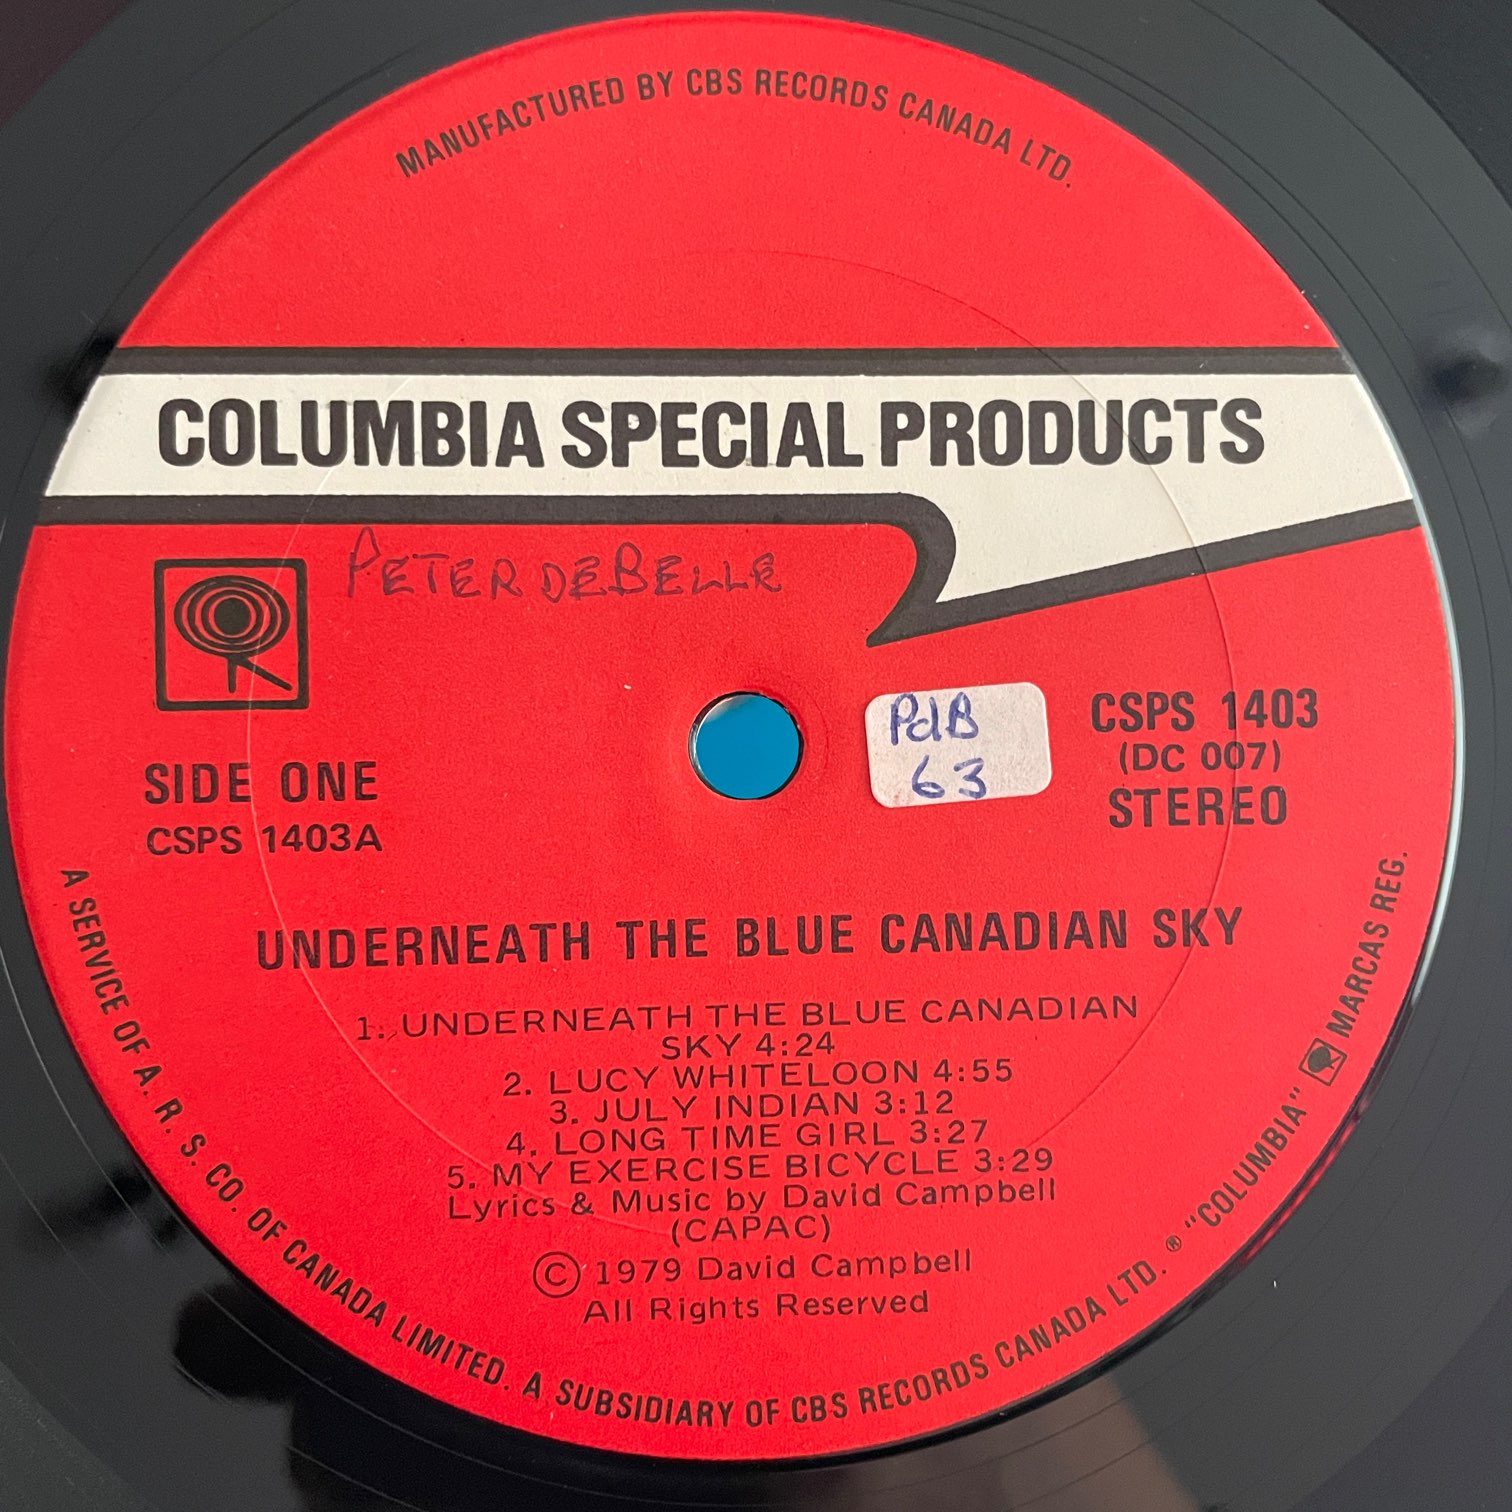 MANUFACTURED BY CBS RECORDS CANADA LTD.
COLUMBIA SPECIAL PRODUCTS
PETER DEBELLE
PdB
63
CSPS 1403
(DC 007)
STEREO
SIDE ONE
CSPS 1403A
UNDERNEATH THE BLUE CANADIAN SKY
1. UNDERNEATH THE BLUE CANADIAN
SKY 4:24
2. LUCY WHITELOON 4:55
3. JULY INDIAN 3:12
4. LONG TIME GIRL 3:27
5. MY EXERCISE BICYCLE 3:29
Lyrics & Music by David Campbell
(CAPAC)
© 1979 David Campbell
All Rights Reserved
A SERVICE OF A. R. S. CO. OF CANADA LIMITED. A SUBSIDIARY OF CBS RECORDS CANADA LTD. ® "COLUMBIA" MARCAS REG.